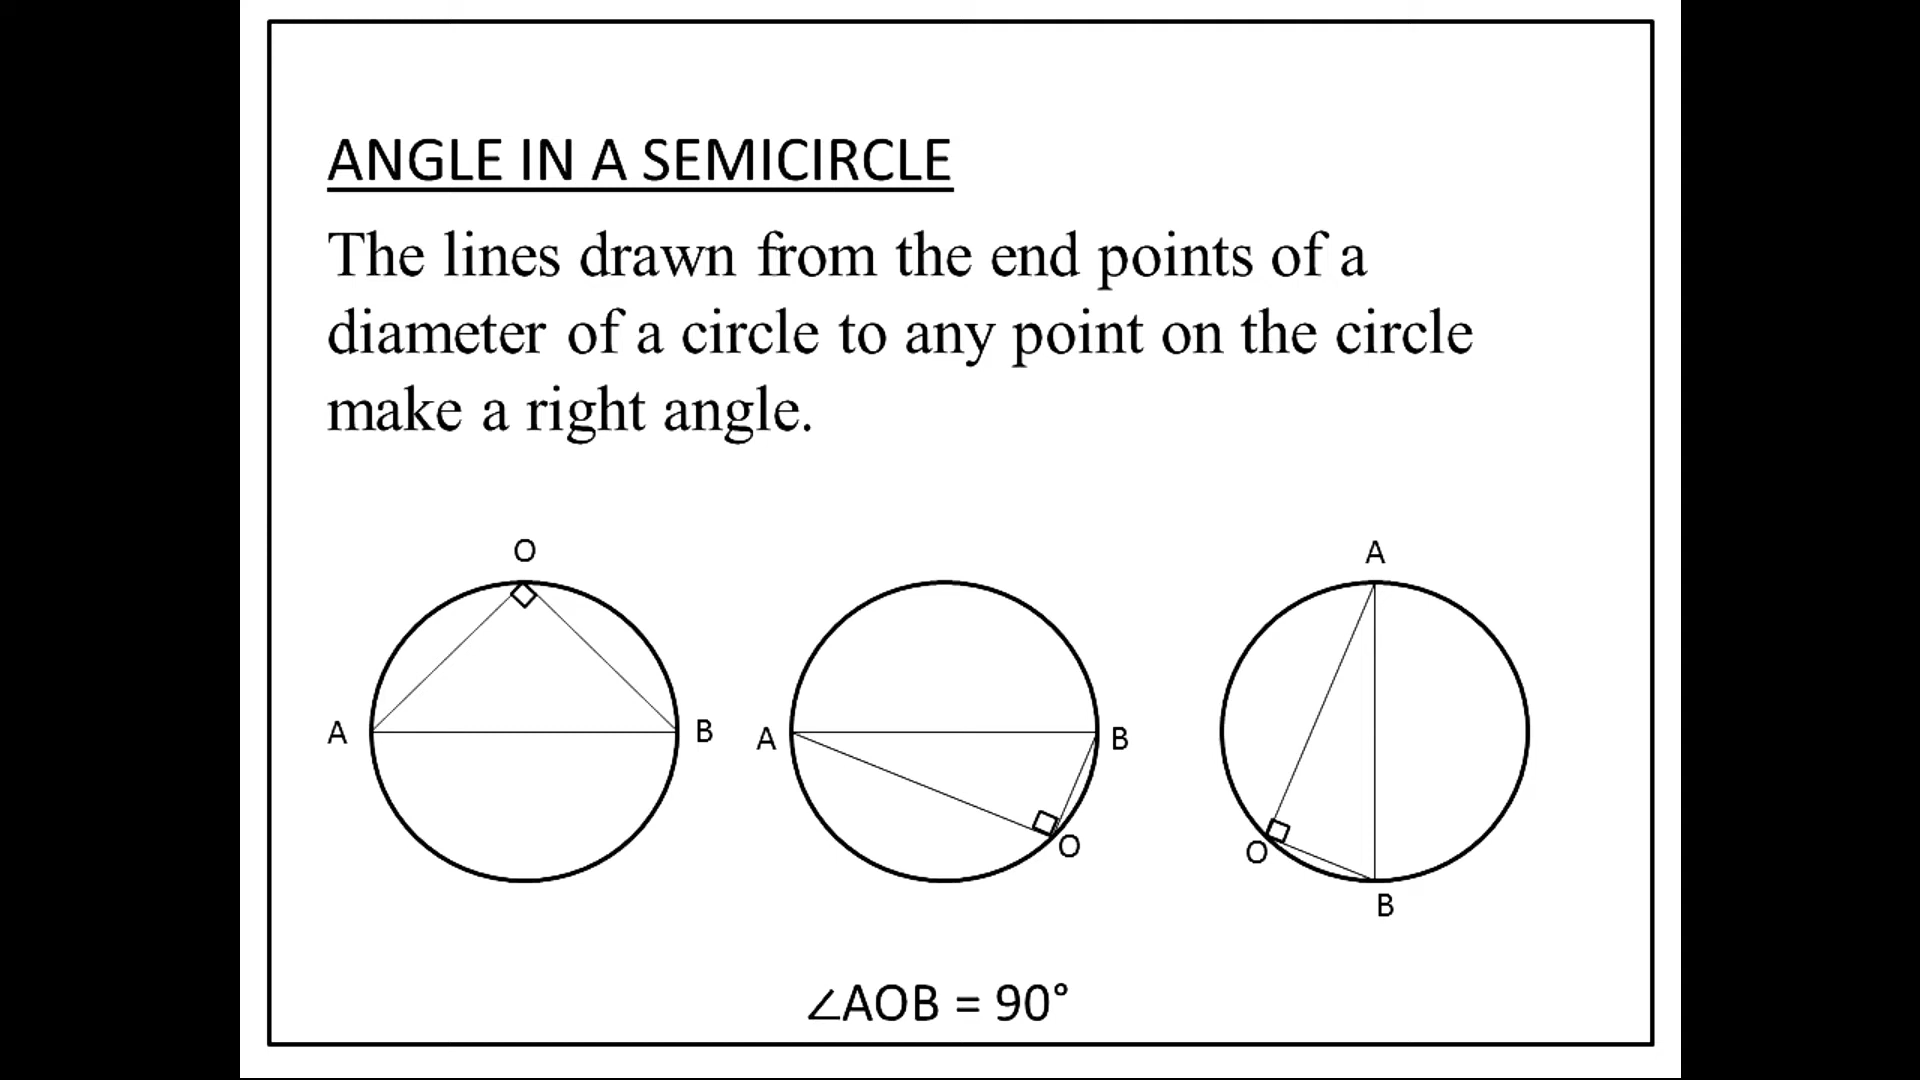 ANGLE IN A SEMICIRCLE
The lines drawn from the end points of a
diameter of a circle to any point on the circle
make a right angle.
O
A
B
A
B
O
A
O
B
∠AOB = 90°